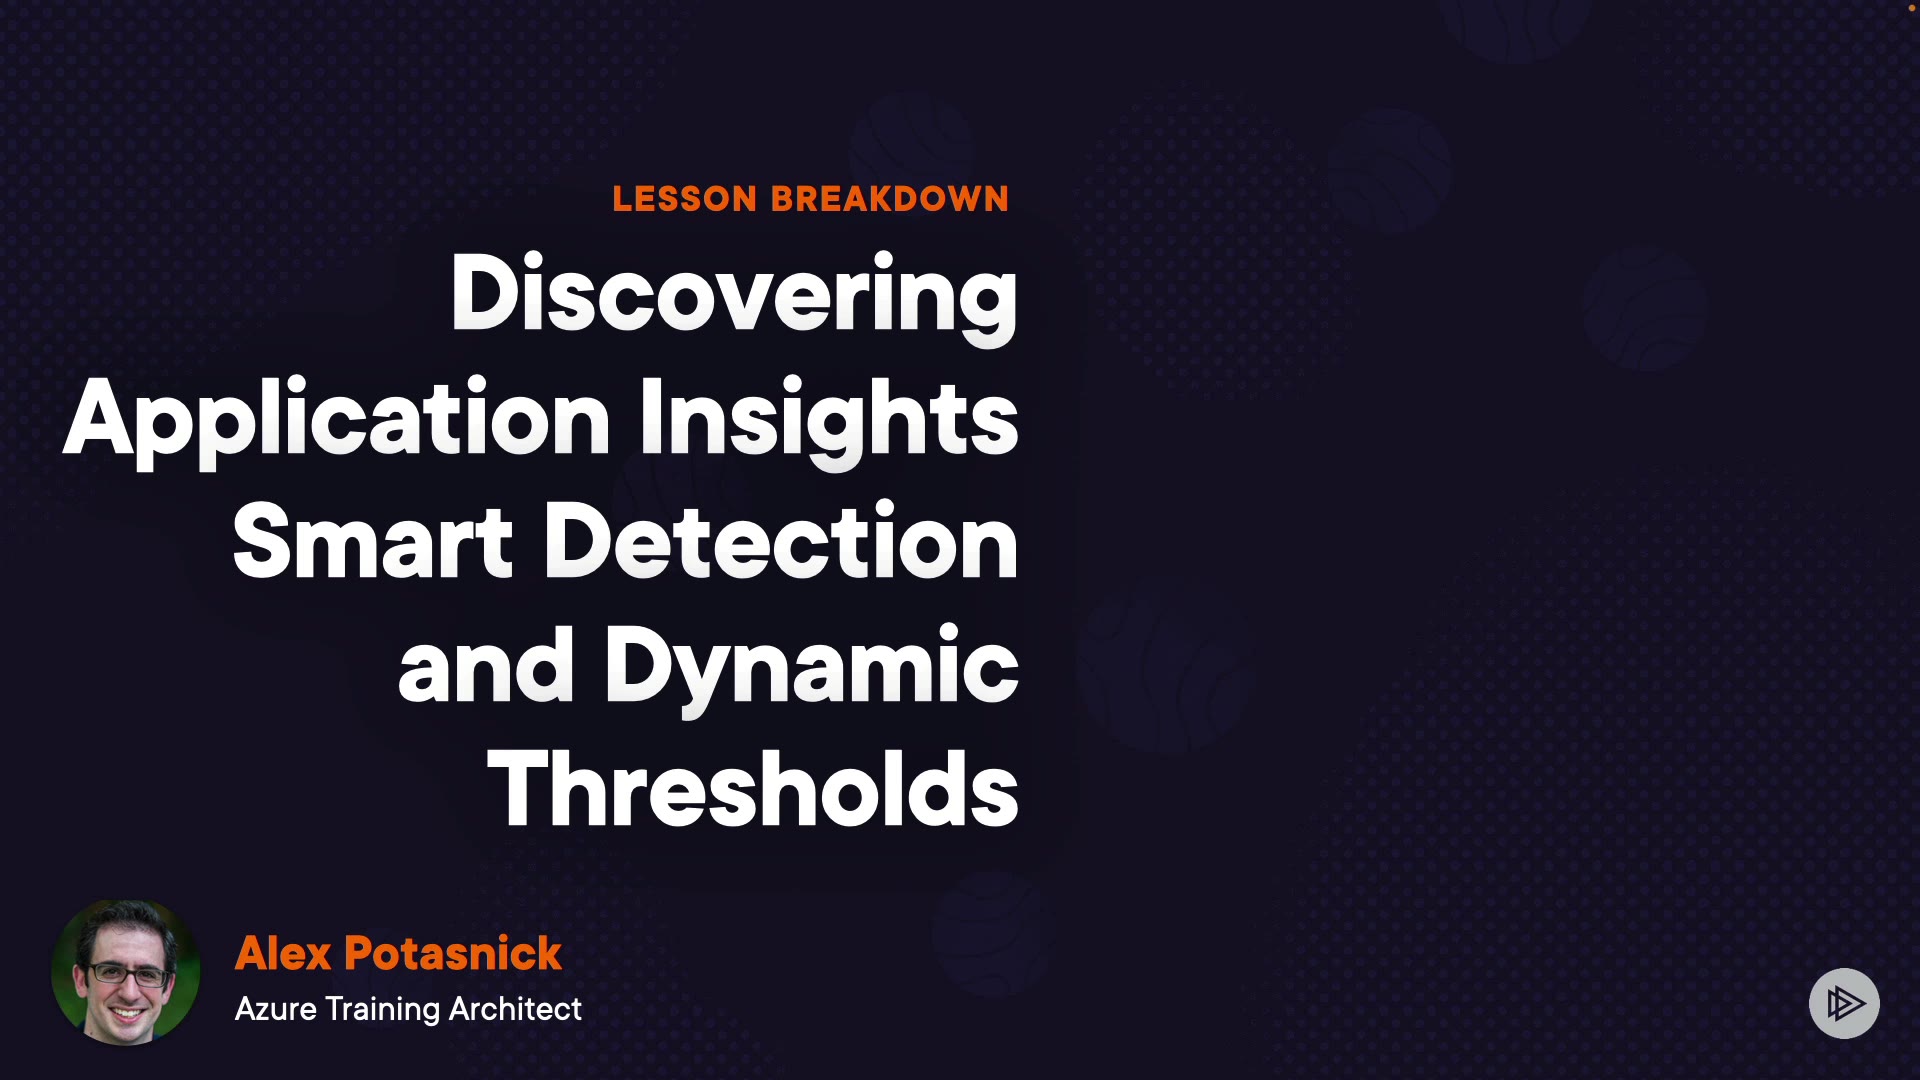 LESSON BREAKDOWN
Discovering
Application Insights
Smart Detection
and Dynamic
Thresholds
Alex Potasnick
Azure Training Architect